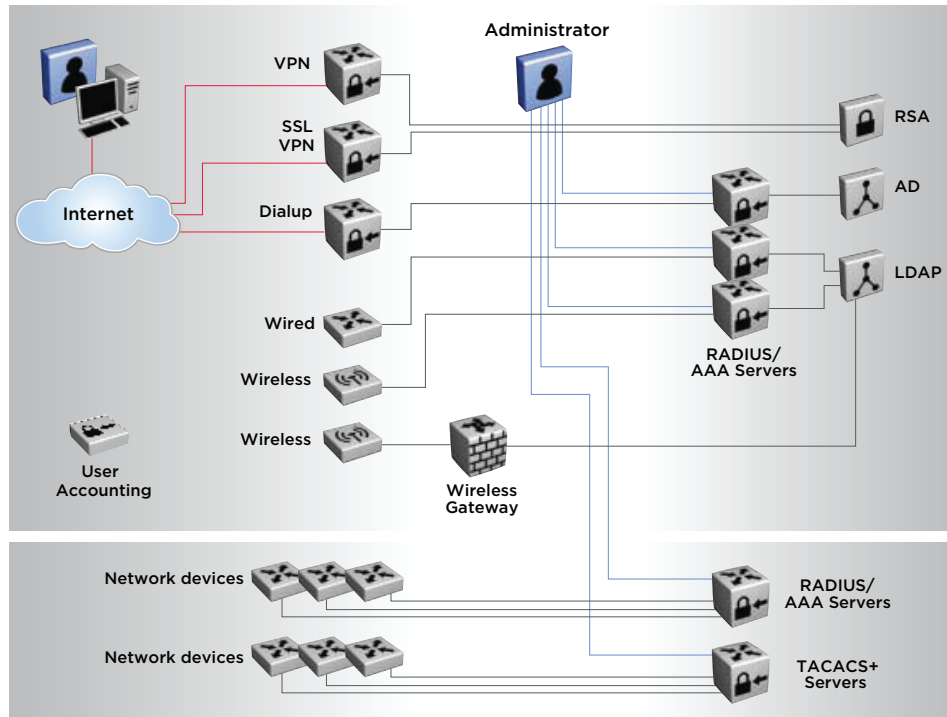 Administrator
VPN
RSA
SSL
VPN
AD
Internet
Dialup
LDAP
Wired
RADIUS/
AAA Servers
Wireless
Wireless
User
Accounting
Wireless
Gateway
Network devices
RADIUS/
AAA Servers
Network devices
TACACS+
Servers